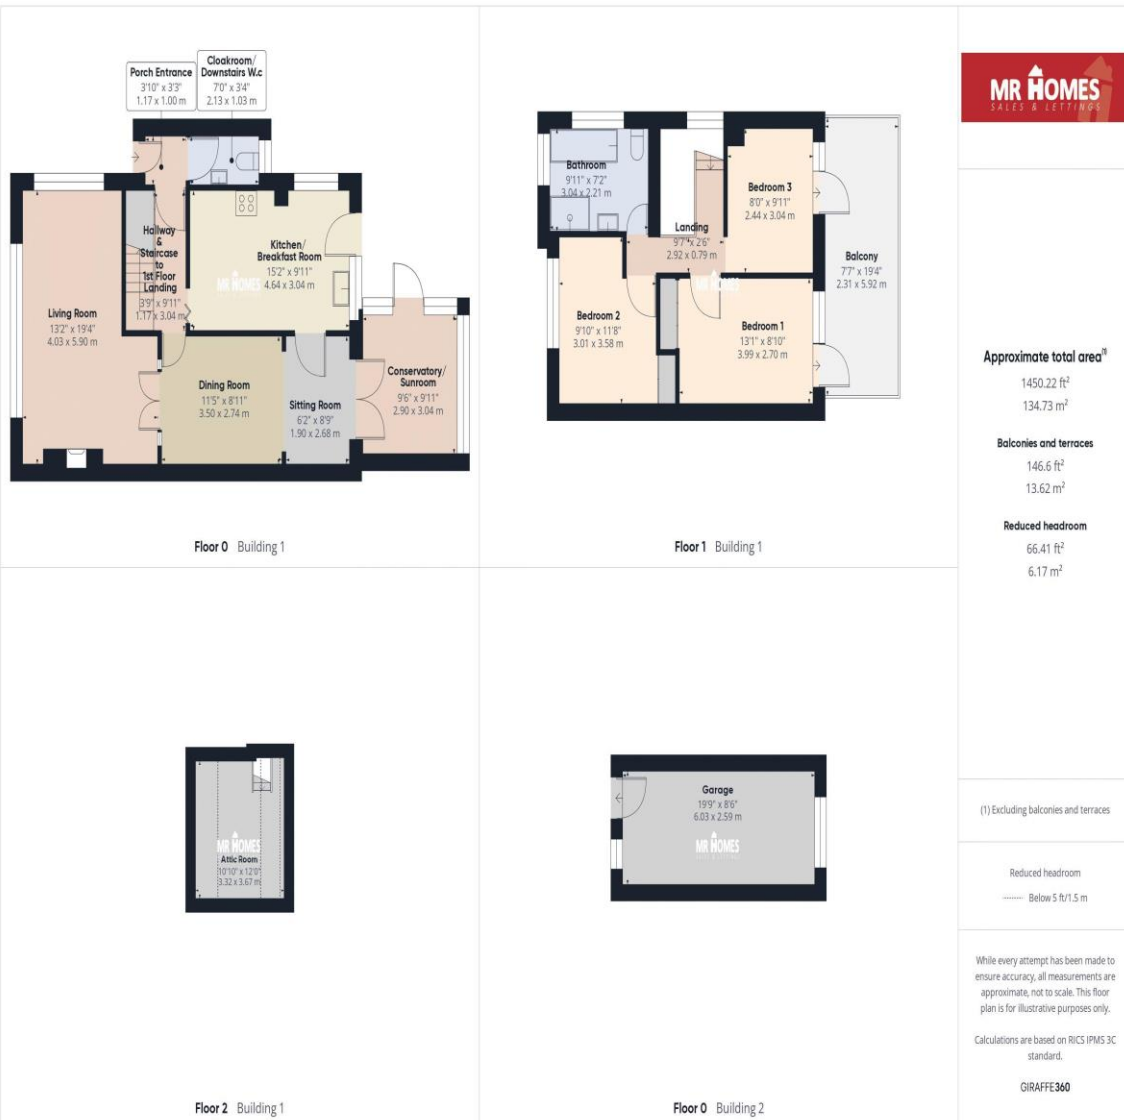 Porch Entrance
3'10" x 3'3"
1.17 x 1.00 m
Cloakroom/
Downstairs W.c
7'0" x 3'4"
2.13 x 1.03 m
Living Room
13'2" x 19'4"
4.03 x 5.90 m
Hallway
&
Staircase
to
1st Floor
Landing
3'9" x 9'11"
1.17 x 3.04 m
Kitchen/
Breakfast Room
15'2" x 9'11"
4.64 x 3.04 m
MR HOMES
Dining Room
11'5" x 8'11"
3.50 x 2.74 m
Sitting Room
6'2" x 8'9"
1.90 x 2.68 m
Conservatory/
Sunroom
9'6" x 9'11"
2.90 x 3.04 m
Floor 0 Building 1
Bathroom
9'11" x 7'2"
3.04 x 2.21 m
Landing
9'7" x 2'6"
2.92 x 0.79 m
Bedroom 3
8'0" x 9'11"
2.44 x 3.04 m
Balcony
7'7" x 19'4"
2.31 x 5.92 m
MR HOMES
Bedroom 2
9'10" x 11'8"
3.01 x 3.58 m
Bedroom 1
13'1" x 8'10"
3.99 x 2.70 m
Floor 1 Building 1
MR HOMES
Attic Room
10'10" x 12'0"
3.32 x 3.67 m
Floor 2 Building 1
Garage
19'9" x 8'6"
6.03 x 2.59 m
MR HOMES
SALES & LETTINGS
Floor 0 Building 2
MR HOMES
SALES & LETTINGS
Approximate total area(1)
1450.22 ft²
134.73 m²
Balconies and terraces
146.6 ft²
13.62 m²
Reduced headroom
66.41 ft²
6.17 m²
(1) Excluding balconies and terraces
Reduced headroom
Below 5 ft/1.5 m
While every attempt has been made to
ensure accuracy, all measurements are
approximate, not to scale. This floor
plan is for illustrative purposes only.
Calculations are based on RICS IPMS 3C
standard.
GIRAFFE360